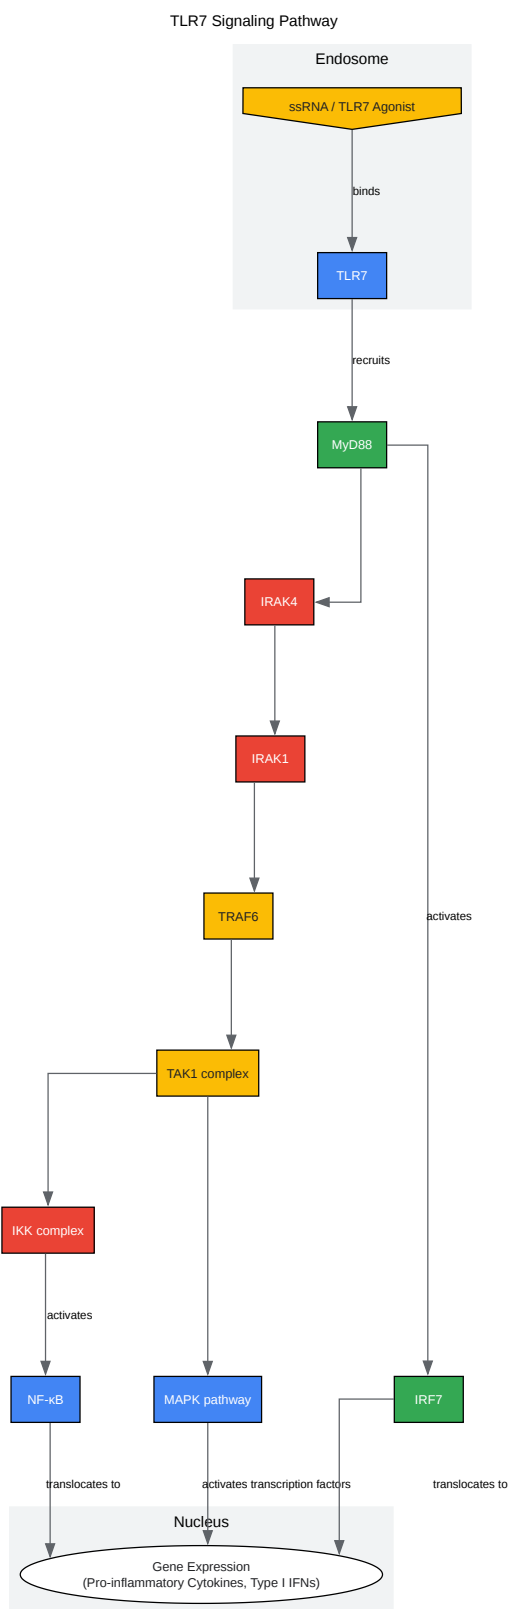 TLR7 Signaling Pathway
Endosome
ssRNA / TLR7 Agonist
binds
TLR7
recruits
MyD88
IRAK4
IRAK1
TRAF6
activates
TAK1 complex
IKK complex
activates
NF-κB
MAPK pathway
IRF7
translocates to
activates transcription factors
translocates to
Nucleus
Gene Expression
(Pro-inflammatory Cytokines, Type I IFNs)